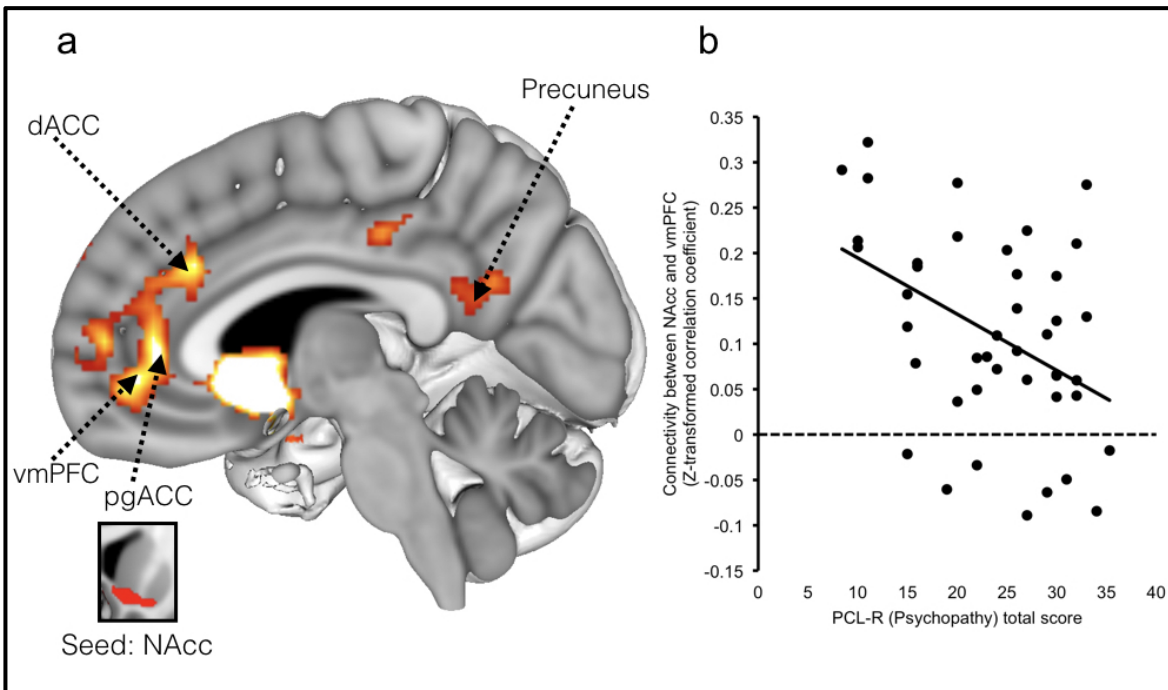 a
b
dACC
Precuneus
vmPFC
pgACC
Seed: NAcc
Connectivity between NAcc and vmPFC
(Z-transformed correlation coefficient)
0.35
0.3
0.25
0.2
0.15
0.1
0.05
0
-0.05
-0.1
-0.15
0 5 10 15 20 25 30 35 40
PCL-R (Psychopathy) total score